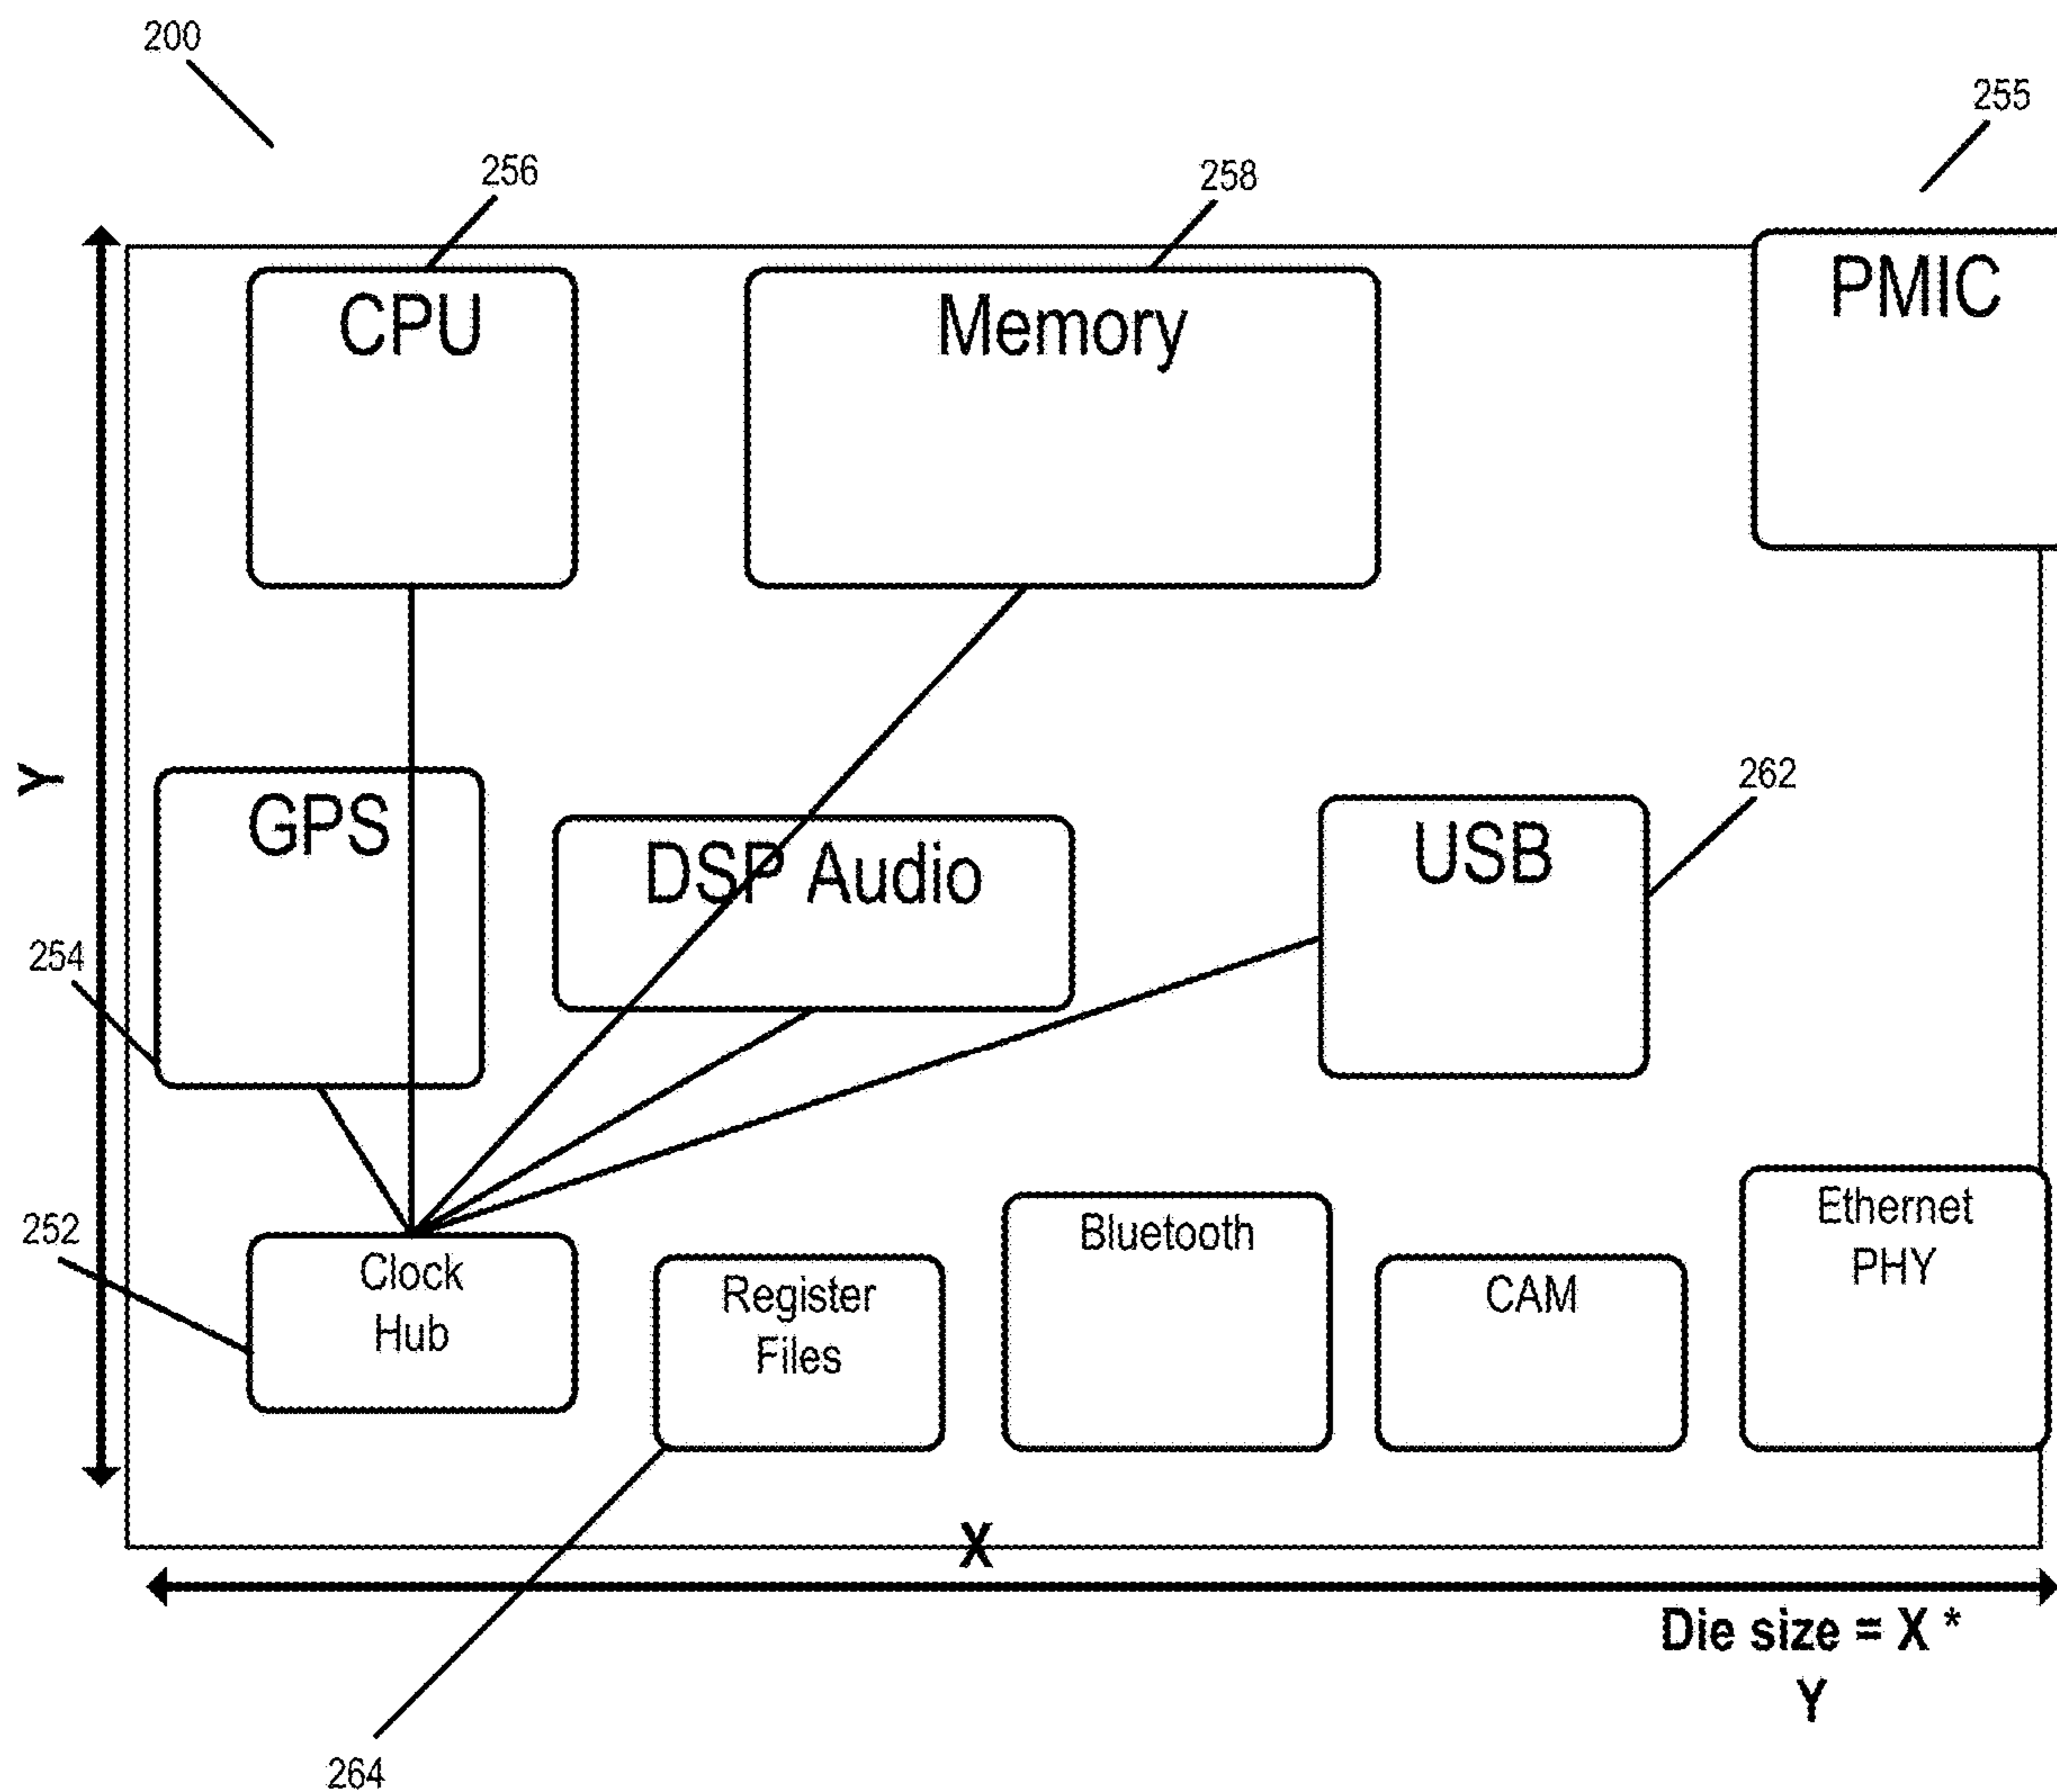 200
255
256
258
CPU
Memory
PMIC
Y
GPS
DSP Audio
USB
262
254
252
Clock
Hub
Register
Files
Bluetooth
CAM
Ethernet
PHY
X
Die size = X *
Y
264